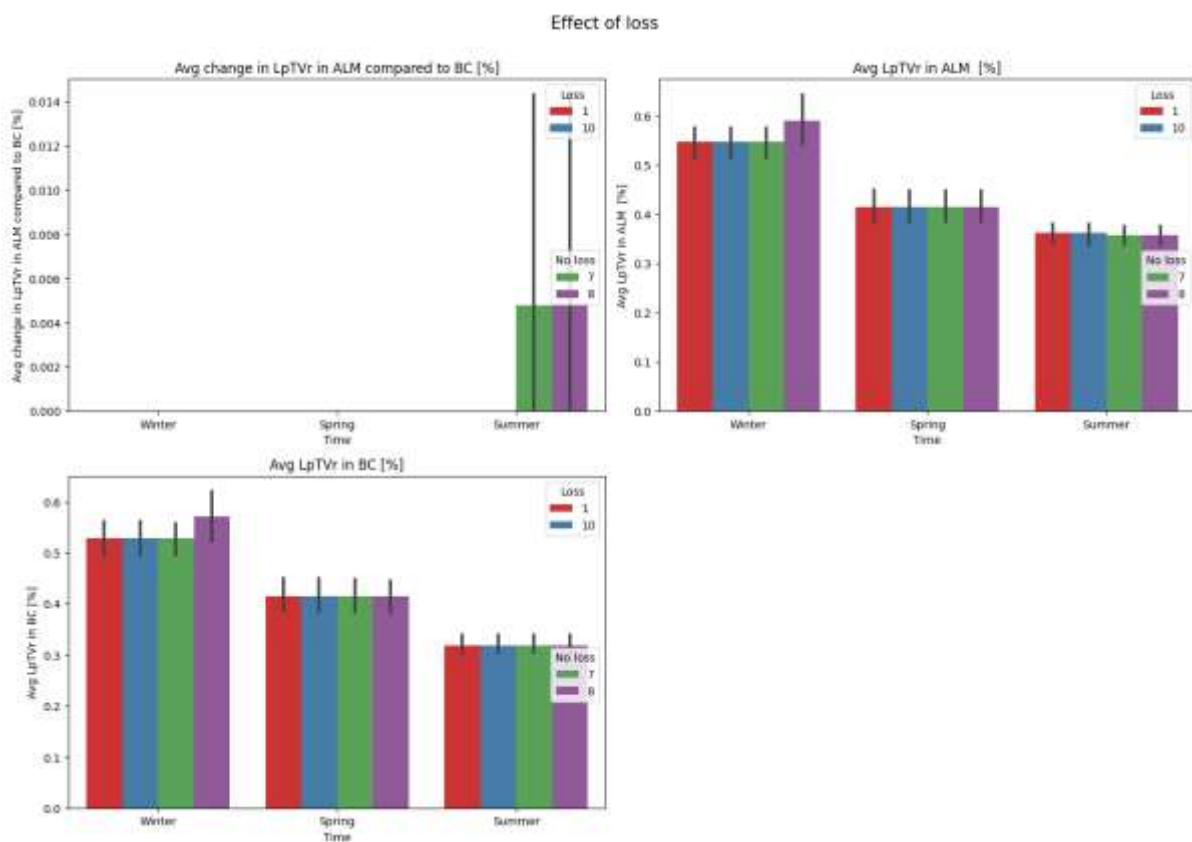 Effect of loss
Avg change in LpTVr in ALM compared to BC [%]
Avg change in LpTVr in ALM compared to BC [%]
0.014
0.012
0.010
0.008
0.006
0.004
0.002
0.000
Loss
1
10
No loss
7
8
Winter
Spring
Summer
Time
Avg LpTVr in ALM [%]
Avg LpTVr in ALM [%]
0.6
0.5
0.4
0.3
0.2
0.1
0.0
Loss
1
10
No loss
7
8
Winter
Spring
Summer
Time
Avg LpTVr in BC [%]
Avg LpTVr in BC [%]
0.6
0.5
0.4
0.3
0.2
0.1
0.0
Loss
1
10
No loss
7
8
Winter
Spring
Summer
Time